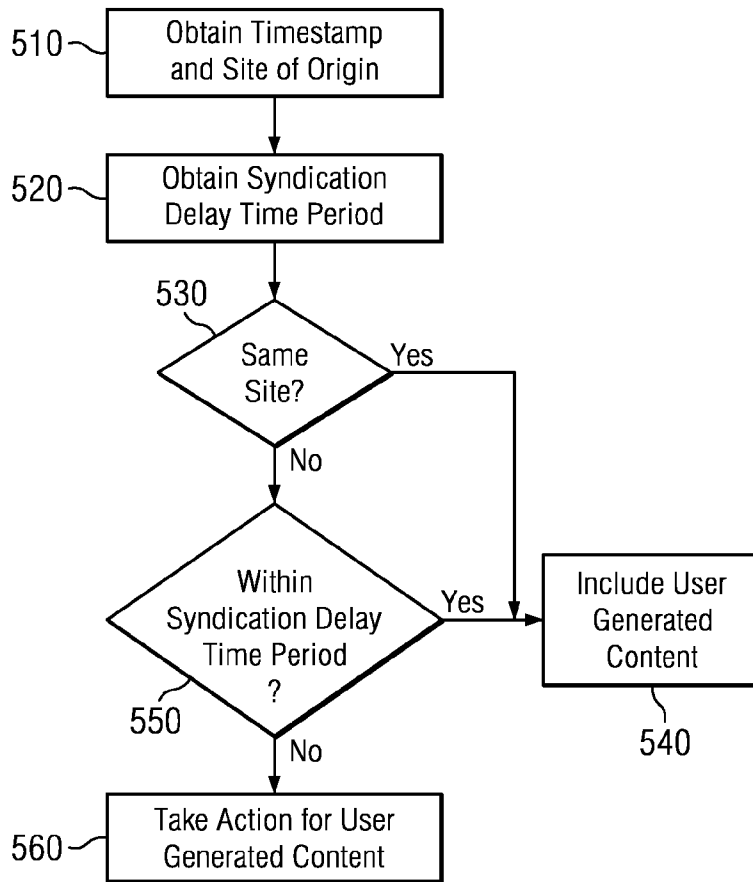 510
Obtain Timestamp
and Site of Origin
520
Obtain Syndication
Delay Time Period
530
Same
Site?
Yes
No
Within
Syndication Delay
Time Period
?
Yes
550
No
Include User
Generated
Content
540
560
Take Action for User
Generated Content